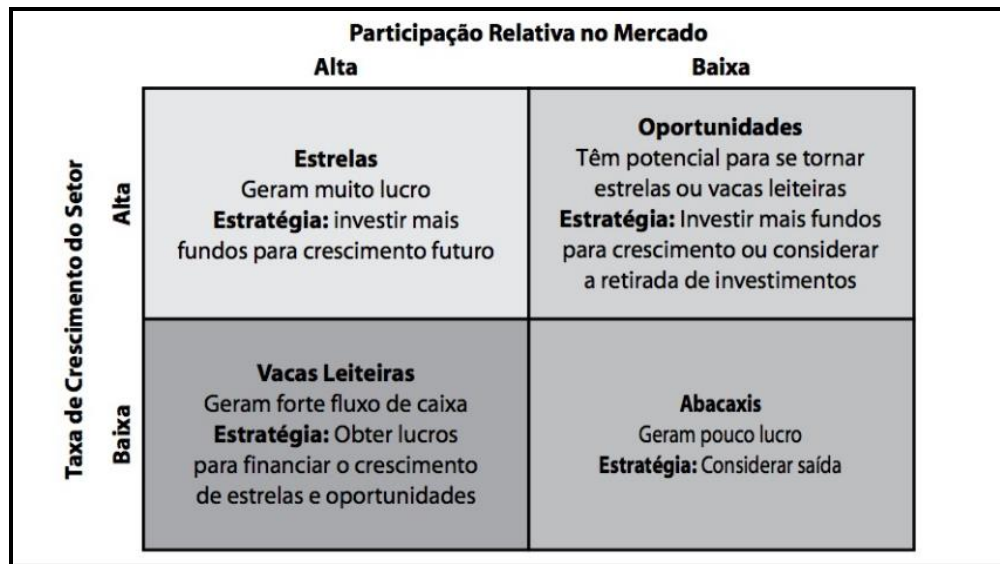 Participação Relativa no Mercado
Alta
Baixa
Taxa de Crescimento do Setor
Alta
Estrelas
Geram muito lucro
Estratégia: investir mais
fundos para crescimento futuro
Oportunidades
Têm potencial para se tornar
estrelas ou vacas leiteiras
Estratégia: Investir mais fundos
para crescimento ou considerar
a retirada de investimentos
Baixa
Vacas Leiteiras
Geram forte fluxo de caixa
Estratégia: Obter lucros
para financiar o crescimento
de estrelas e oportunidades
Abacaxis
Geram pouco lucro
Estratégia: Considerar saída